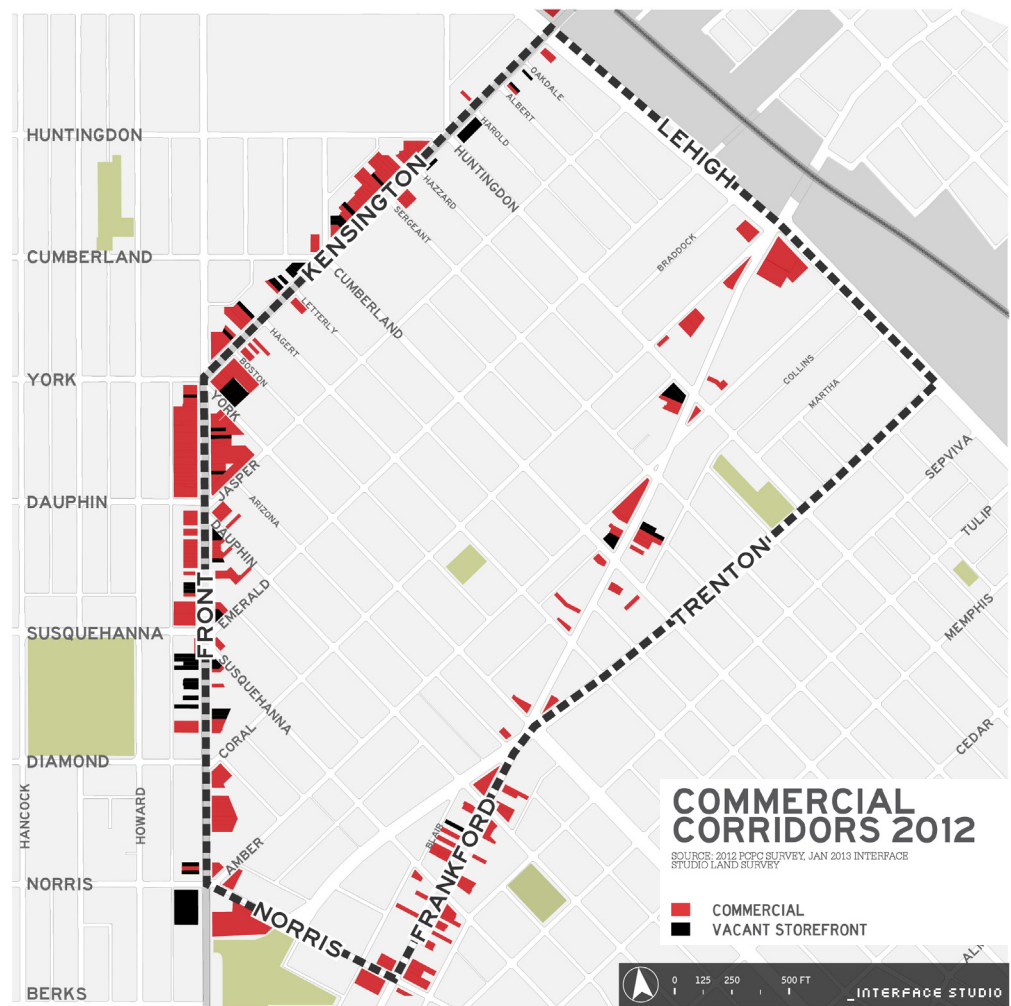 OAKDALE
ALBERT
HAROLD
HUNTINGDON
HUNTINGDON
LEHIGH
KENSINGTON
HAZZARD
SERGEANT
BRADDOCK
CUMBERLAND
CUMBERLAND
LETTERLY
HAGERT
BOSTON
YORK
YORK
COLLINS
MARTHA
SEPVIVA
JASPER
ARIZONA
DAUPHIN
DAUPHIN
TULIP
TRENTON
FRONT
EMERALD
MEMPHIS
SUSQUEHANNA
SUSQUEHANNA
CORAL
CEDAR
DIAMOND
HANCOCK
HOWARD
BLAIR
AMBER
FRANKFORD
NORRIS
NORRIS
BERKS
COMMERCIAL
CORRIDORS 2012
SOURCE: 2012 PCPC SURVEY, JAN 2013 INTERFACE
STUDIO LAND SURVEY
COMMERCIAL
VACANT STOREFRONT
0 125 250 500 FT
_INTERFACE STUDIO